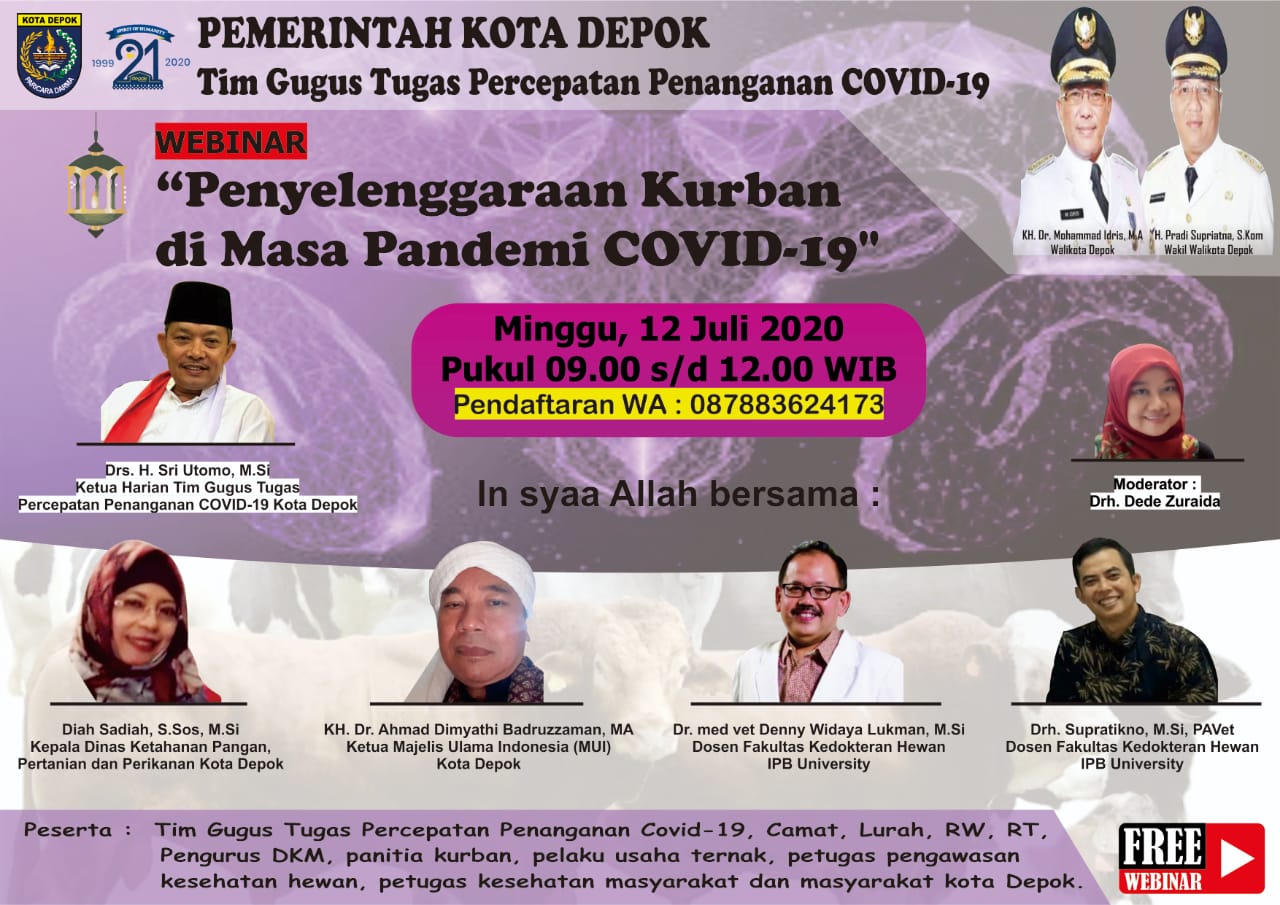 KOTA DEPOK
PARICARA DARMA
SPIRIT OF HUMANITY
1999 21 2020
depok
PEMERINTAH KOTA DEPOK
Tim Gugus Tugas Percepatan Penanganan COVID-19
KH. Dr. Mohammad Idris, M.A
Walikota Depok
H. Pradi Supriatna, S.Kom
Wakil Walikota Depok
WEBINAR
“Penyelenggaraan Kurban
di Masa Pandemi COVID-19"
Minggu, 12 Juli 2020
Pukul 09.00 s/d 12.00 WIB
Pendaftaran WA : 087883624173
Drs. H. Sri Utomo, M.Si
Ketua Harian Tim Gugus Tugas
Percepatan Penanganan COVID-19 Kota Depok
In syaa Allah bersama :
Moderator :
Drh. Dede Zuraida
Diah Sadiah, S.Sos, M.Si
Kepala Dinas Ketahanan Pangan,
Pertanian dan Perikanan Kota Depok
KH. Dr. Ahmad Dimyathi Badruzzaman, MA
Ketua Majelis Ulama Indonesia (MUI)
Kota Depok
Dr. med vet Denny Widaya Lukman, M.Si
Dosen Fakultas Kedokteran Hewan
IPB University
Drh. Supratikno, M.Si, PAVet
Dosen Fakultas Kedokteran Hewan
IPB University
Peserta : Tim Gugus Tugas Percepatan Penanganan Covid-19, Camat, Lurah, RW, RT,
Pengurus DKM, panitia kurban, pelaku usaha ternak, petugas pengawasan
kesehatan hewan, petugas kesehatan masyarakat dan masyarakat kota Depok.
FREE
WEBINAR